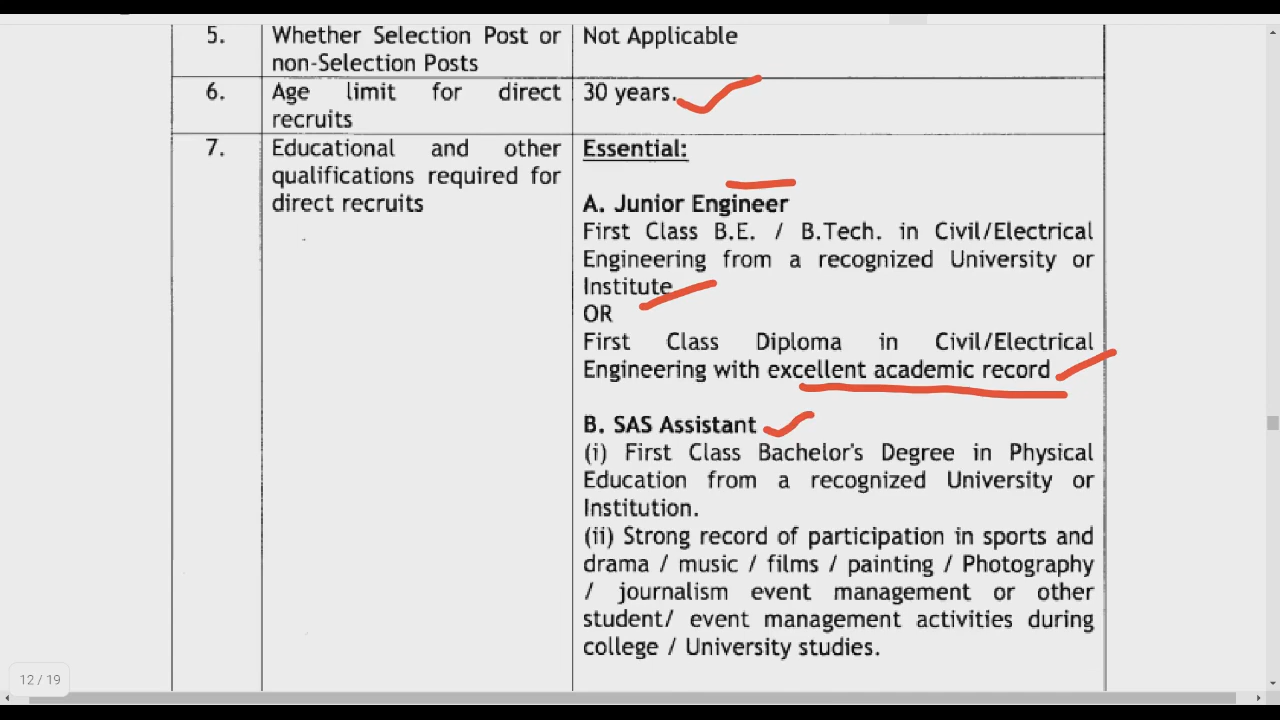 5. Whether Selection Post or Not Applicable
non-Selection Posts
6. Age limit for direct 30 years.
recruits
7. Educational and other Essential:
qualifications required for
direct recruits
A. Junior Engineer
First Class B.E. / B.Tech. in Civil/Electrical
Engineering from a recognized University or
Institute
OR
First Class Diploma in Civil/Electrical
Engineering with excellent academic record
B. SAS Assistant
(i) First Class Bachelor's Degree in Physical
Education from a recognized University or
Institution.
(ii) Strong record of participation in sports and
drama / music / films / painting / Photography
/ journalism event management or other
student/ event management activities during
college / University studies.
12 / 19